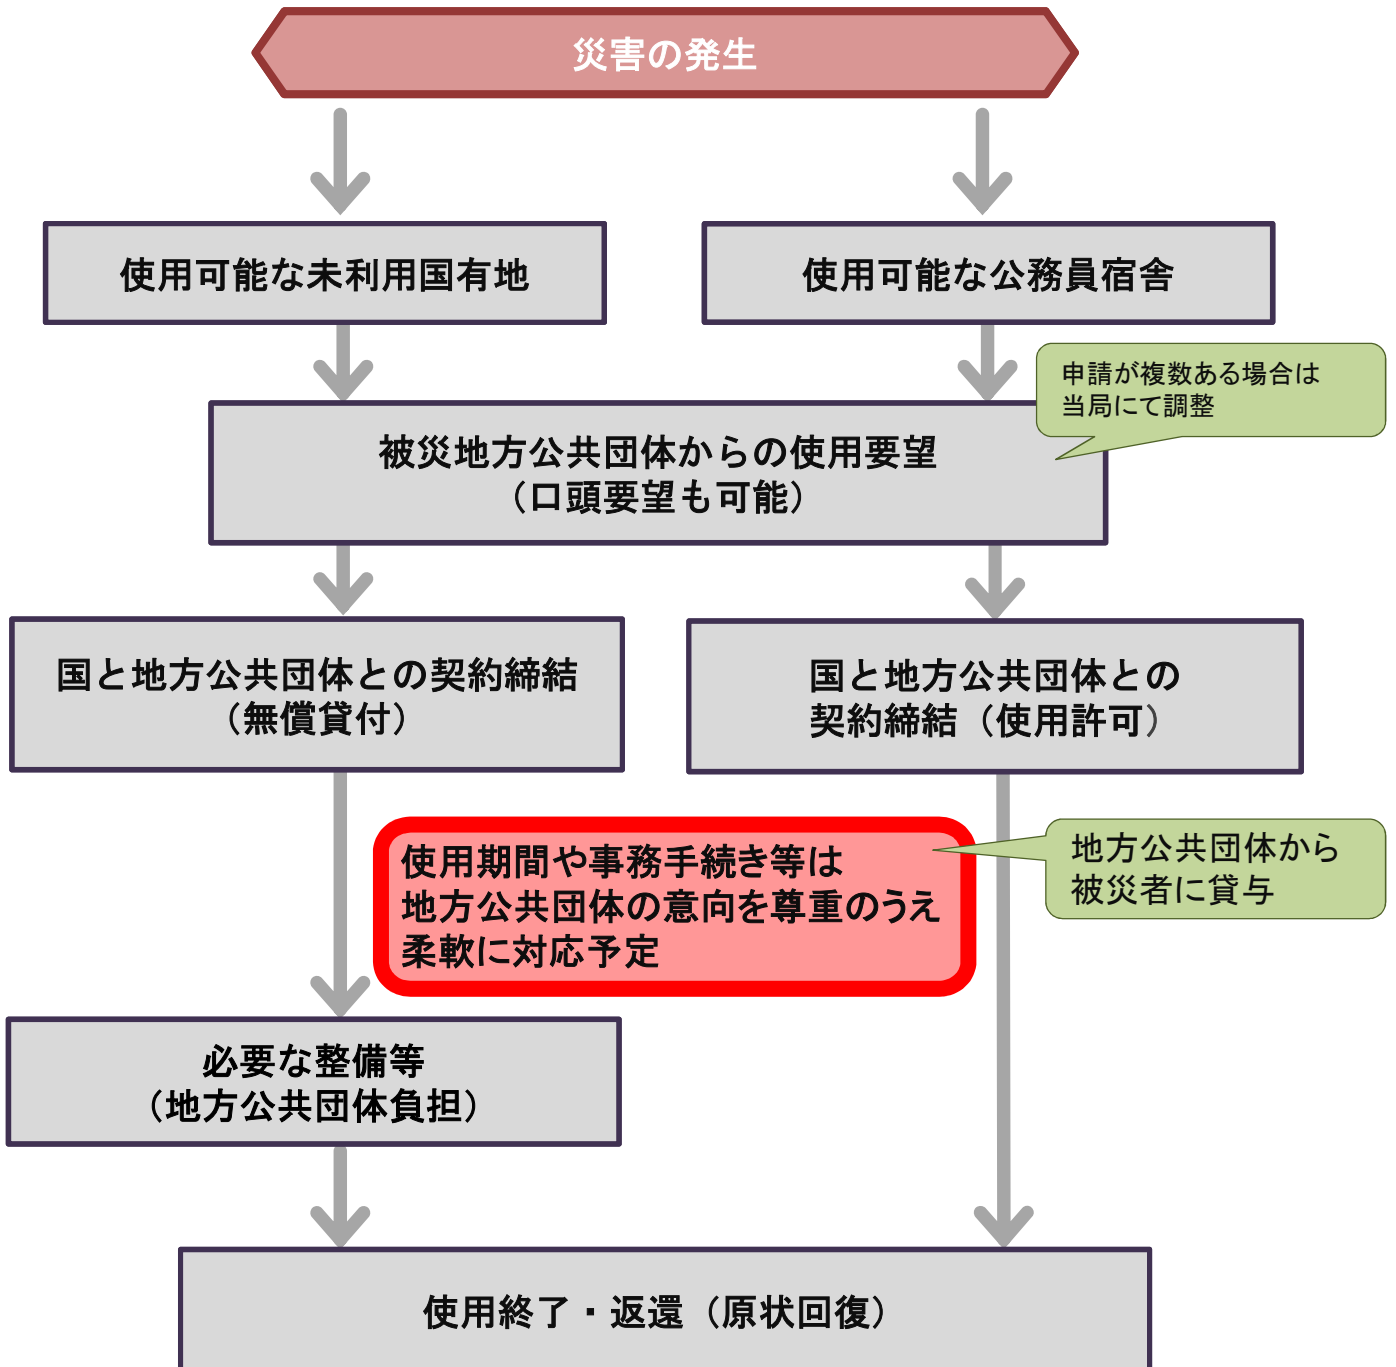 災害の発生
使用可能な未利用国有地
使用可能な公務員宿舎
申請が複数ある場合は
当局にて調整
被災地方公共団体からの使用要望
（口頭要望も可能）
国と地方公共団体との契約締結
（無償貸付）
国と地方公共団体との
契約締結（使用許可）
使用期間や事務手続き等は
地方公共団体の意向を尊重のうえ
柔軟に対応予定
地方公共団体から
被災者に貸与
必要な整備等
（地方公共団体負担）
使用終了・返還（原状回復）